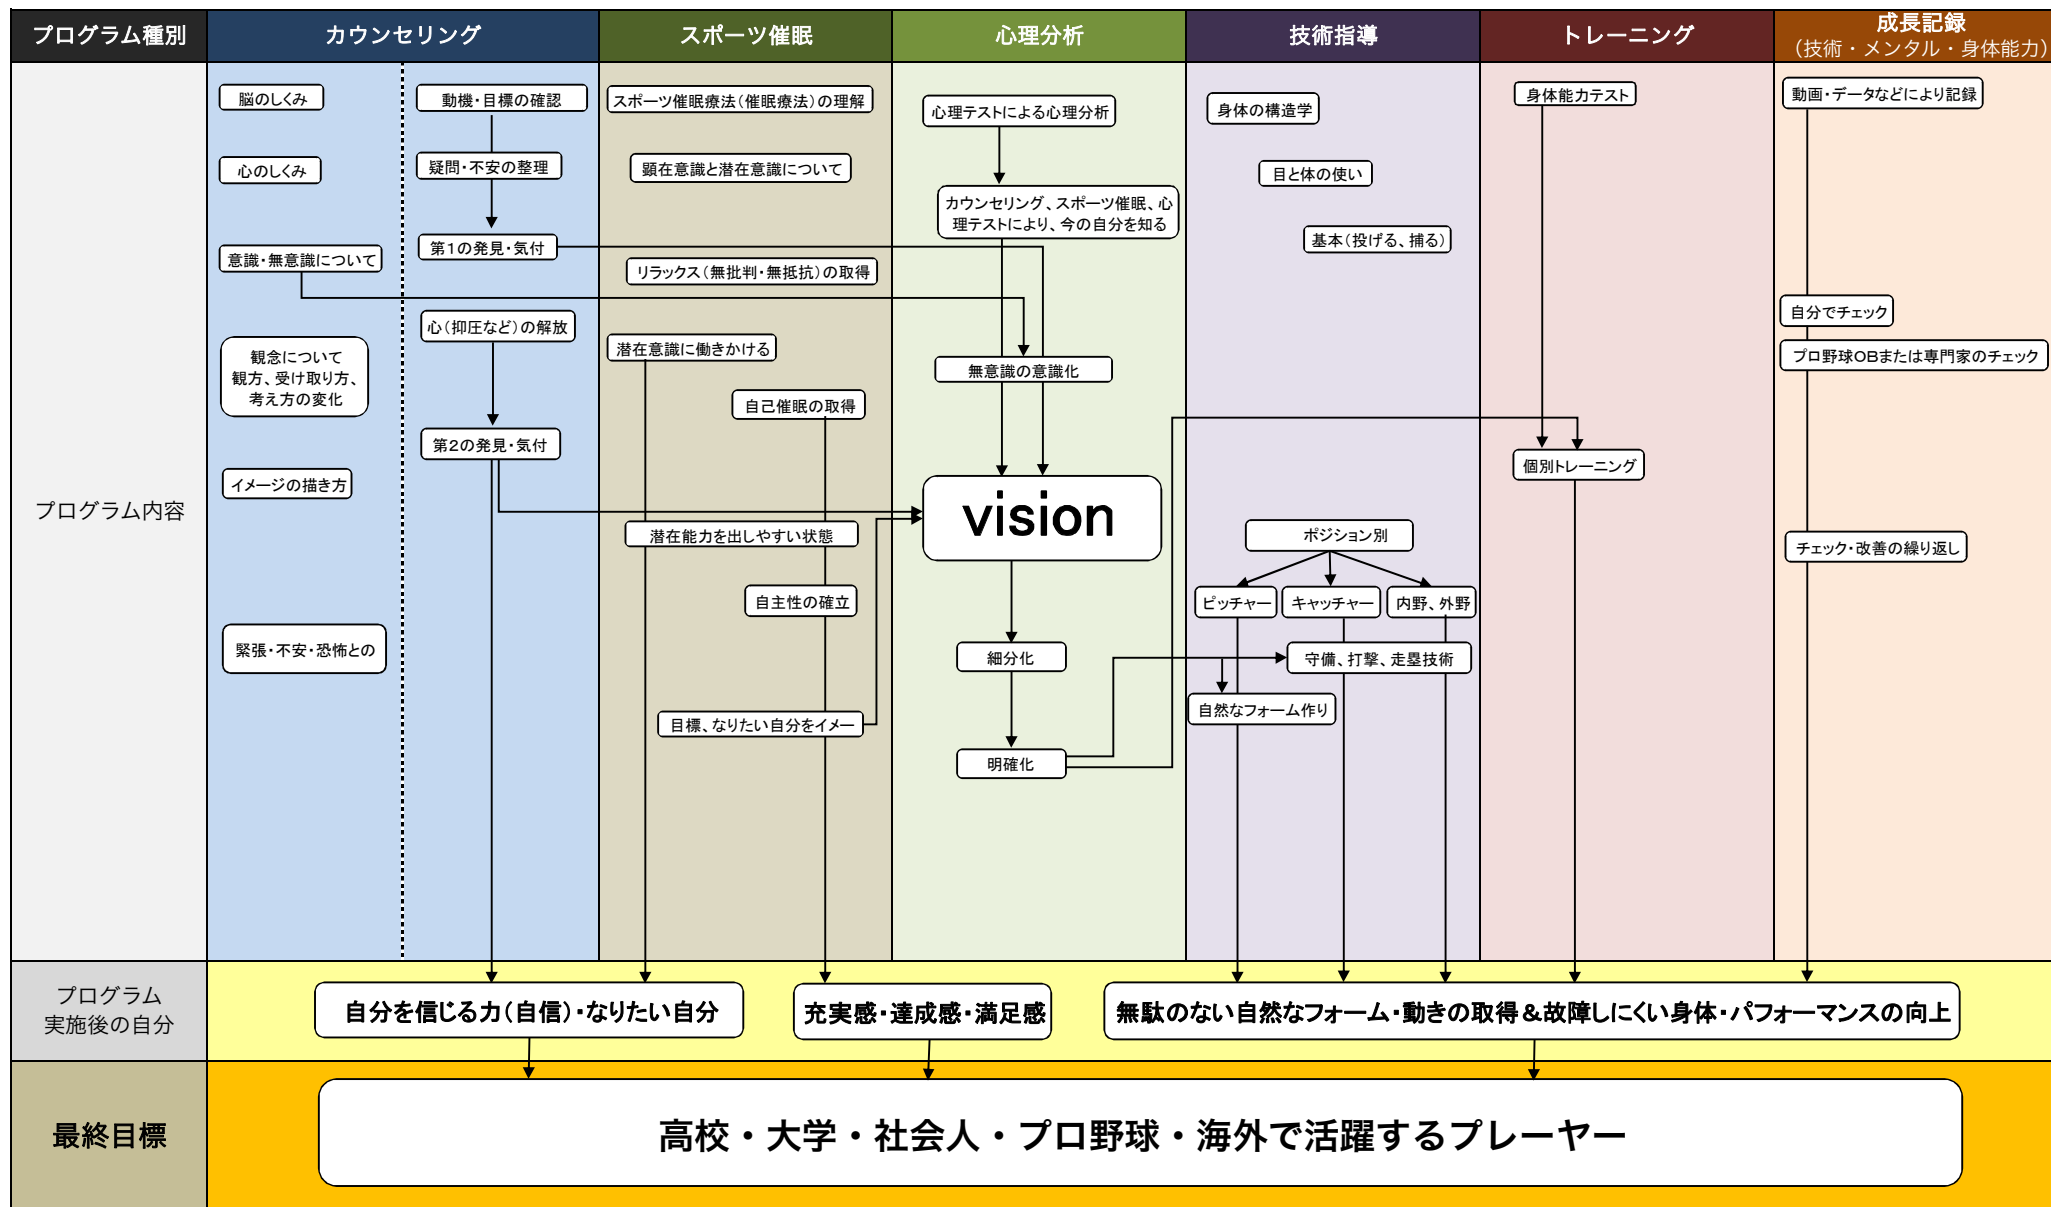 プログラム種別
カウンセリング
スポーツ催眠
心理分析
技術指導
トレーニング
成長記録
（技術・メンタル・身体能力）
プログラム内容
脳のしくみ
心のしくみ
意識・無意識について
観念について
観方、受け取り方、
考え方の変化
イメージの描き方
緊張・不安・恐怖との
動機・目標の確認
疑問・不安の整理
第１の発見・気付
心（抑圧など）の解放
第２の発見・気付
スポーツ催眠療法（催眠療法）の理解
顕在意識と潜在意識について
リラックス（無批判・無抵抗）の取得
潜在意識に働きかける
自己催眠の取得
潜在能力を出しやすい状態
自主性の確立
目標、なりたい自分をイメー
心理テストによる心理分析
カウンセリング、スポーツ催眠、心
理テストにより、今の自分を知る
無意識の意識化
vision
細分化
明確化
身体の構造学
目と体の使い
基本（投げる、捕る）
ポジション別
ピッチャー
キャッチャー
内野、外野
守備、打撃、走塁技術
自然なフォーム作り
身体能力テスト
個別トレーニング
動画・データなどにより記録
自分でチェック
プロ野球ＯＢまたは専門家のチェック
チェック・改善の繰り返し
プログラム
実施後の自分
自分を信じる力（自信）・なりたい自分
充実感・達成感・満足感
無駄のない自然なフォーム・動きの取得＆故障しにくい身体・パフォーマンスの向上
最終目標
高校・大学・社会人・プロ野球・海外で活躍するプレーヤー